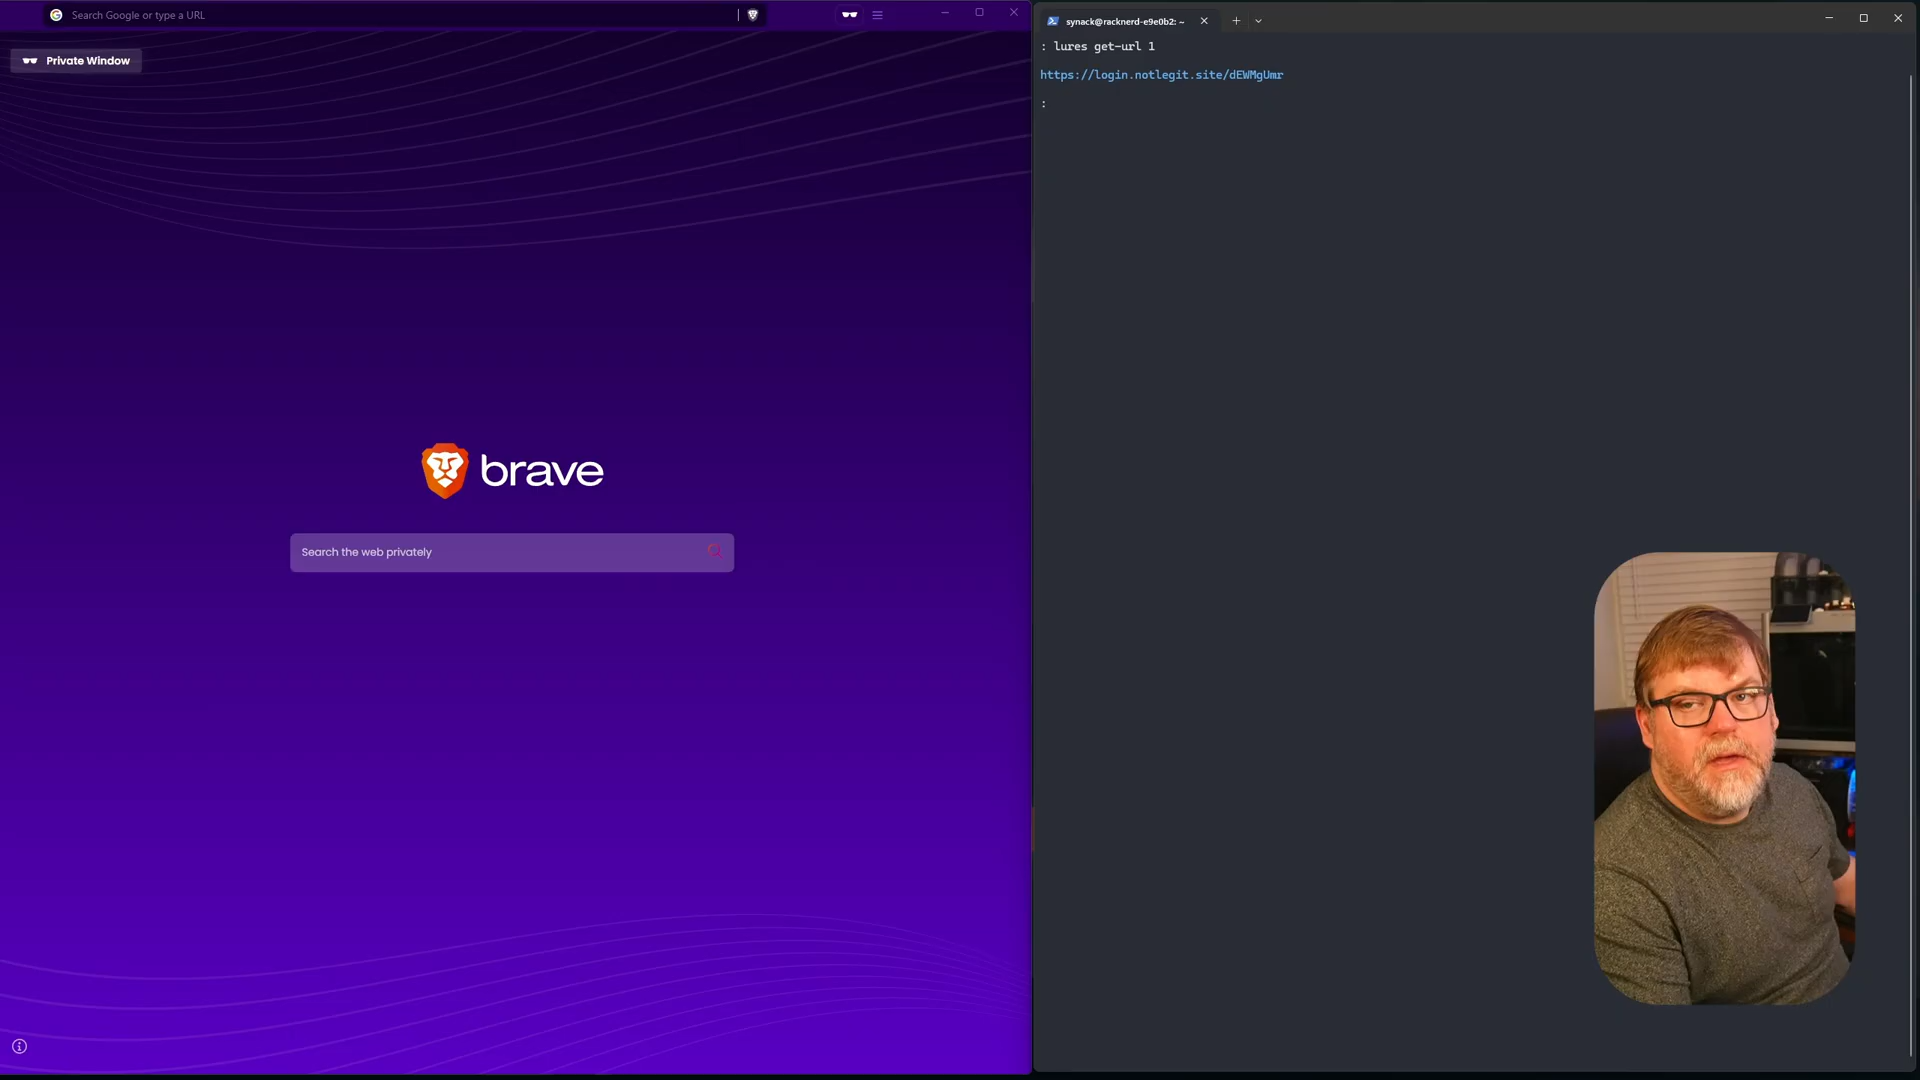 Search Google or type a URL
Private Window
brave
Search the web privately
synack@racknerd-e9e0b2: ~
: lures get-url 1
https://login.notlegit.site/dEWMgUmr
: